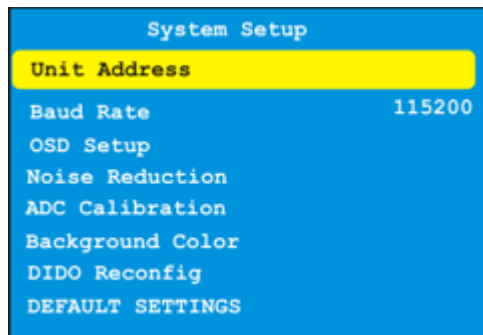 System Setup
Unit Address
Baud Rate 115200
OSD Setup
Noise Reduction
ADC Calibration
Background Color
DIDO Reconfig
DEFAULT SETTINGS